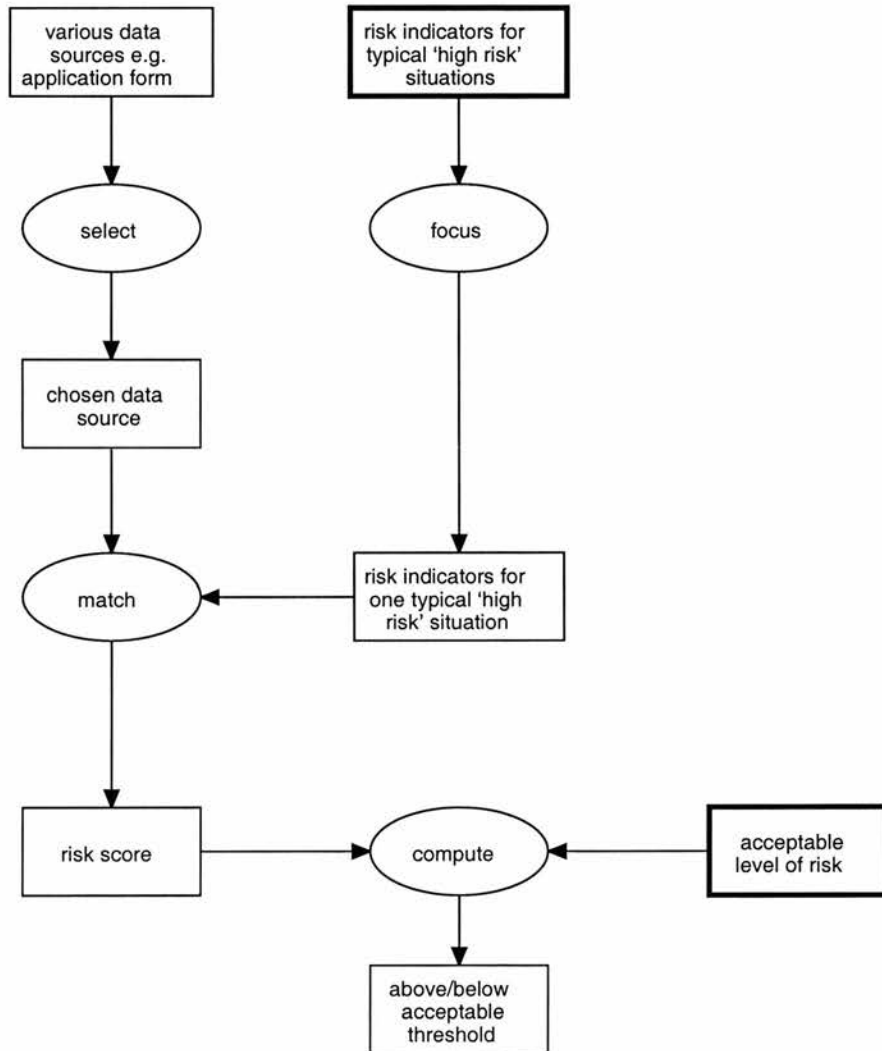 various data
sources e.g.
application form
risk indicators for
typical ‘high risk’
situations
select
focus
chosen data
source
match
risk indicators for
one typical ‘high
risk’ situation
risk score
compute
acceptable
level of risk
above/below
acceptable
threshold